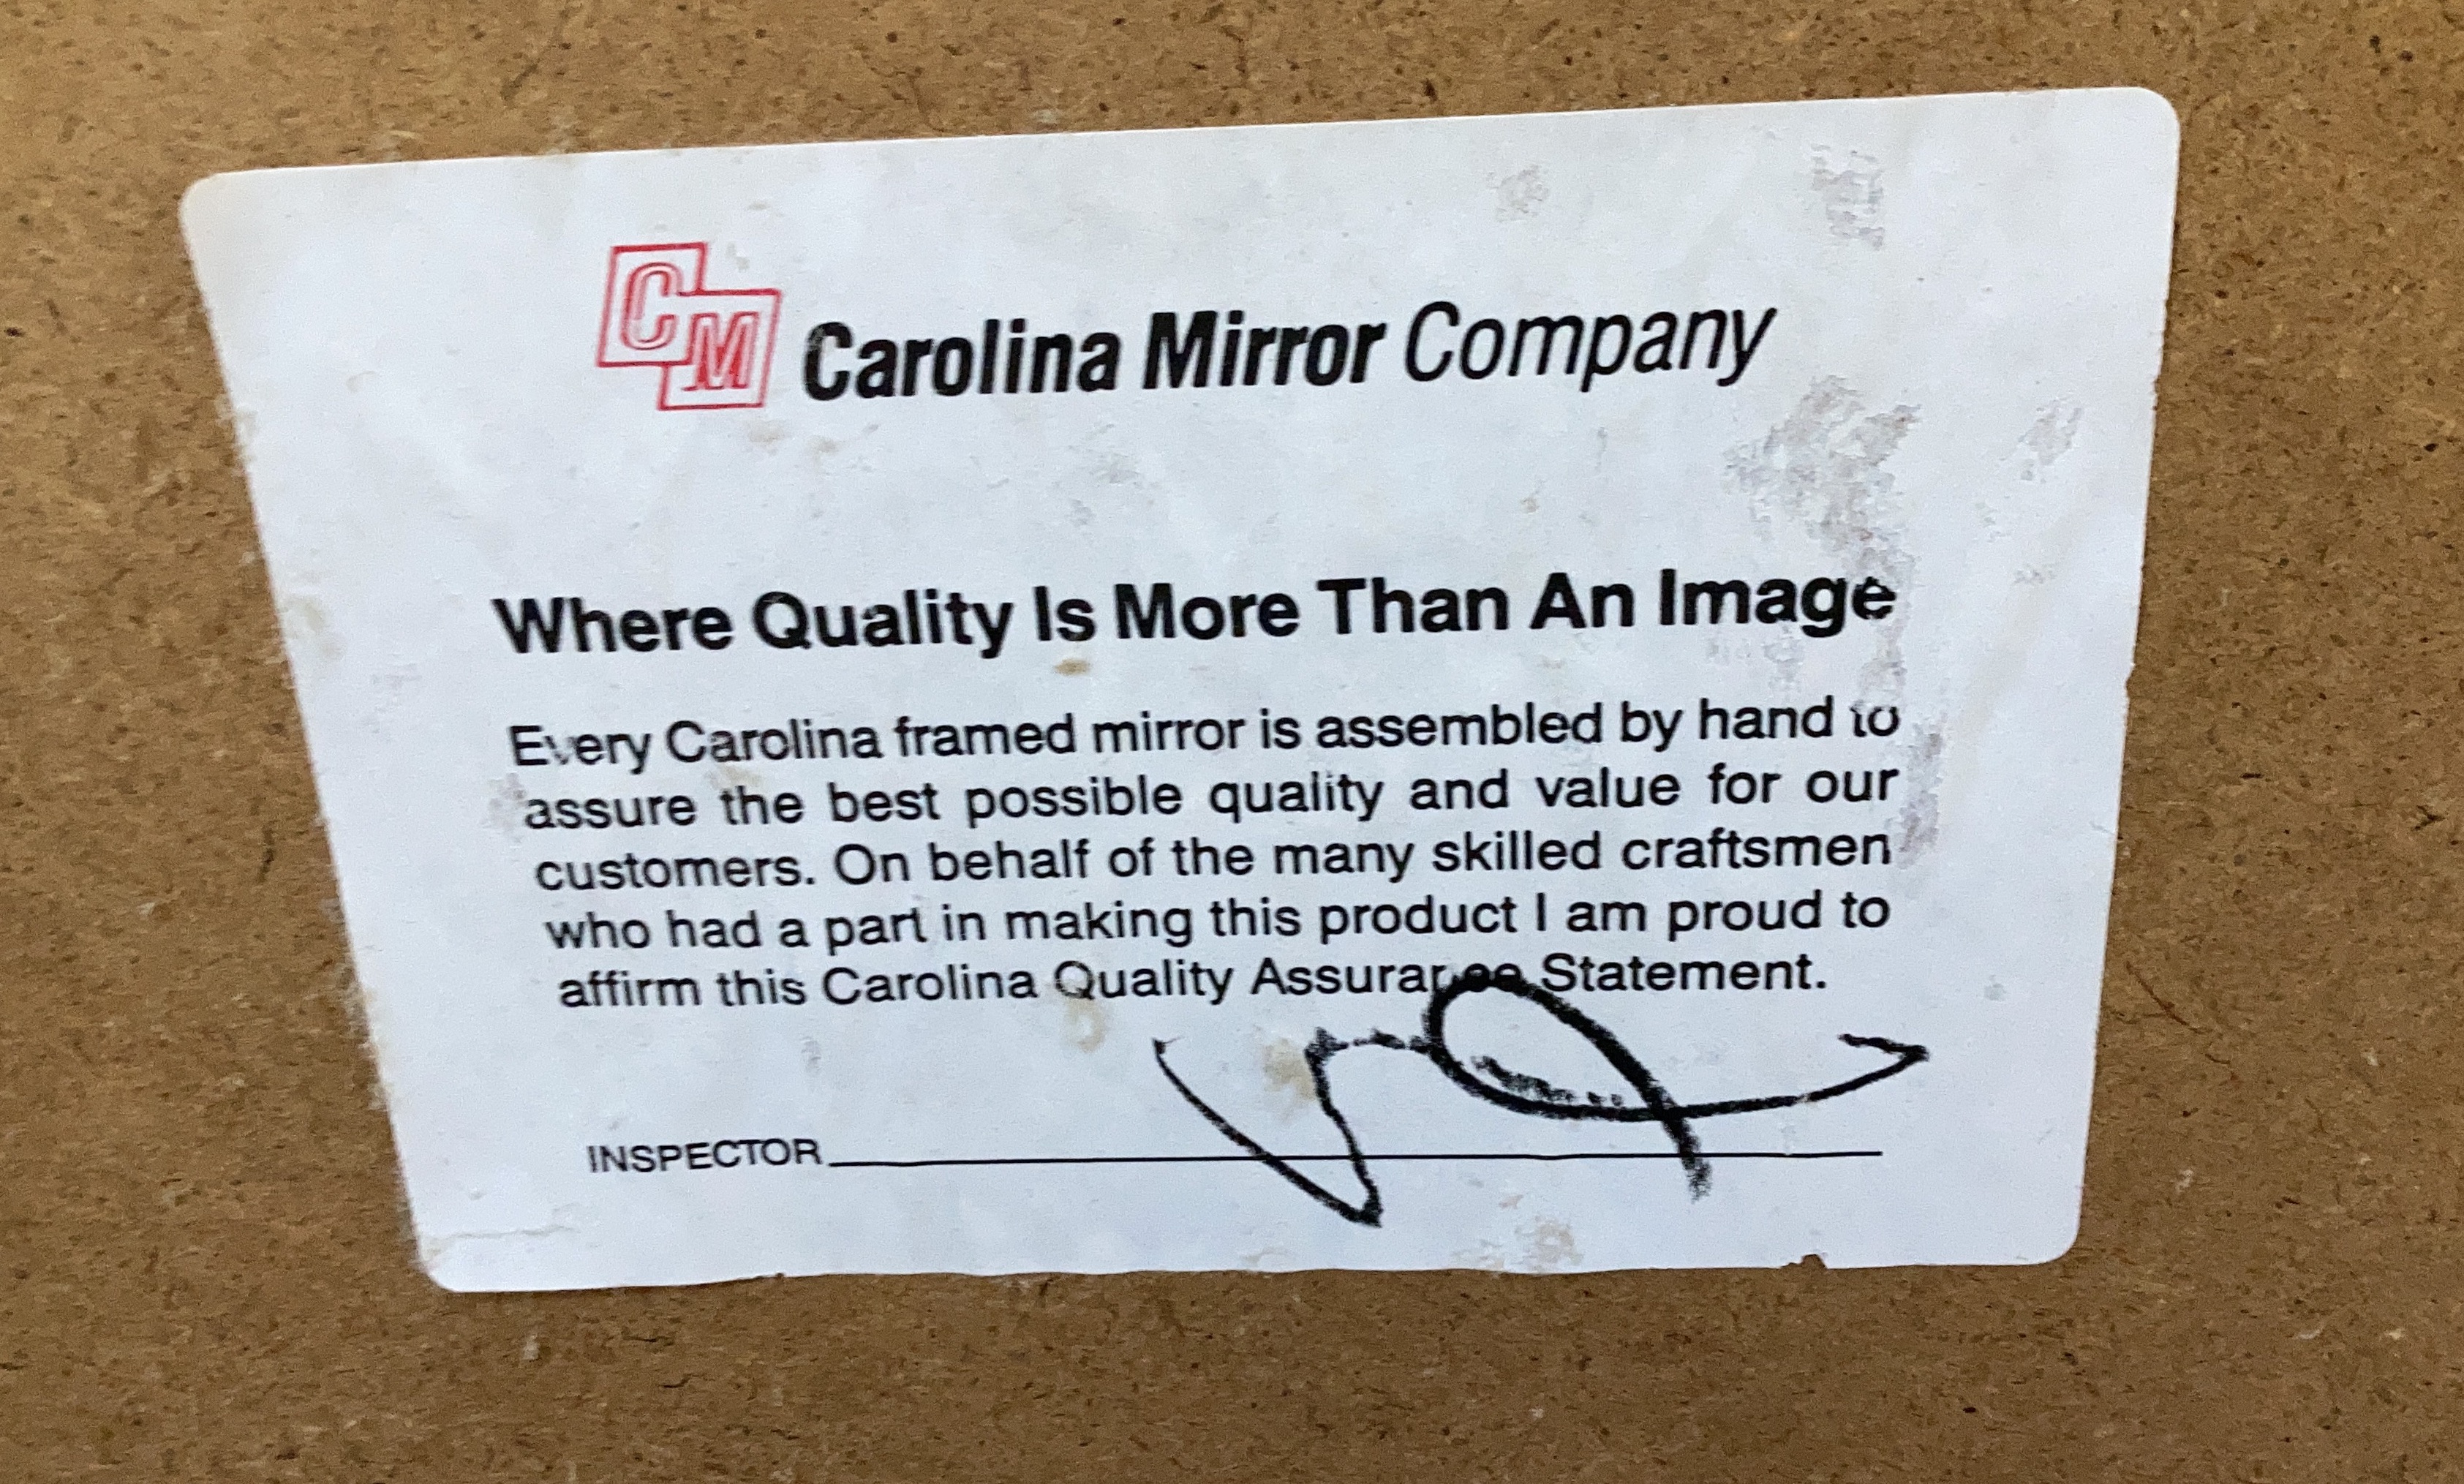 CM Carolina Mirror Company
Where Quality Is More Than An Image
Every Carolina framed mirror is assembled by hand to
assure the best possible quality and value for our
customers. On behalf of the many skilled craftsmen
who had a part in making this product I am proud to
affirm this Carolina Quality Assurance Statement.
INSPECTOR